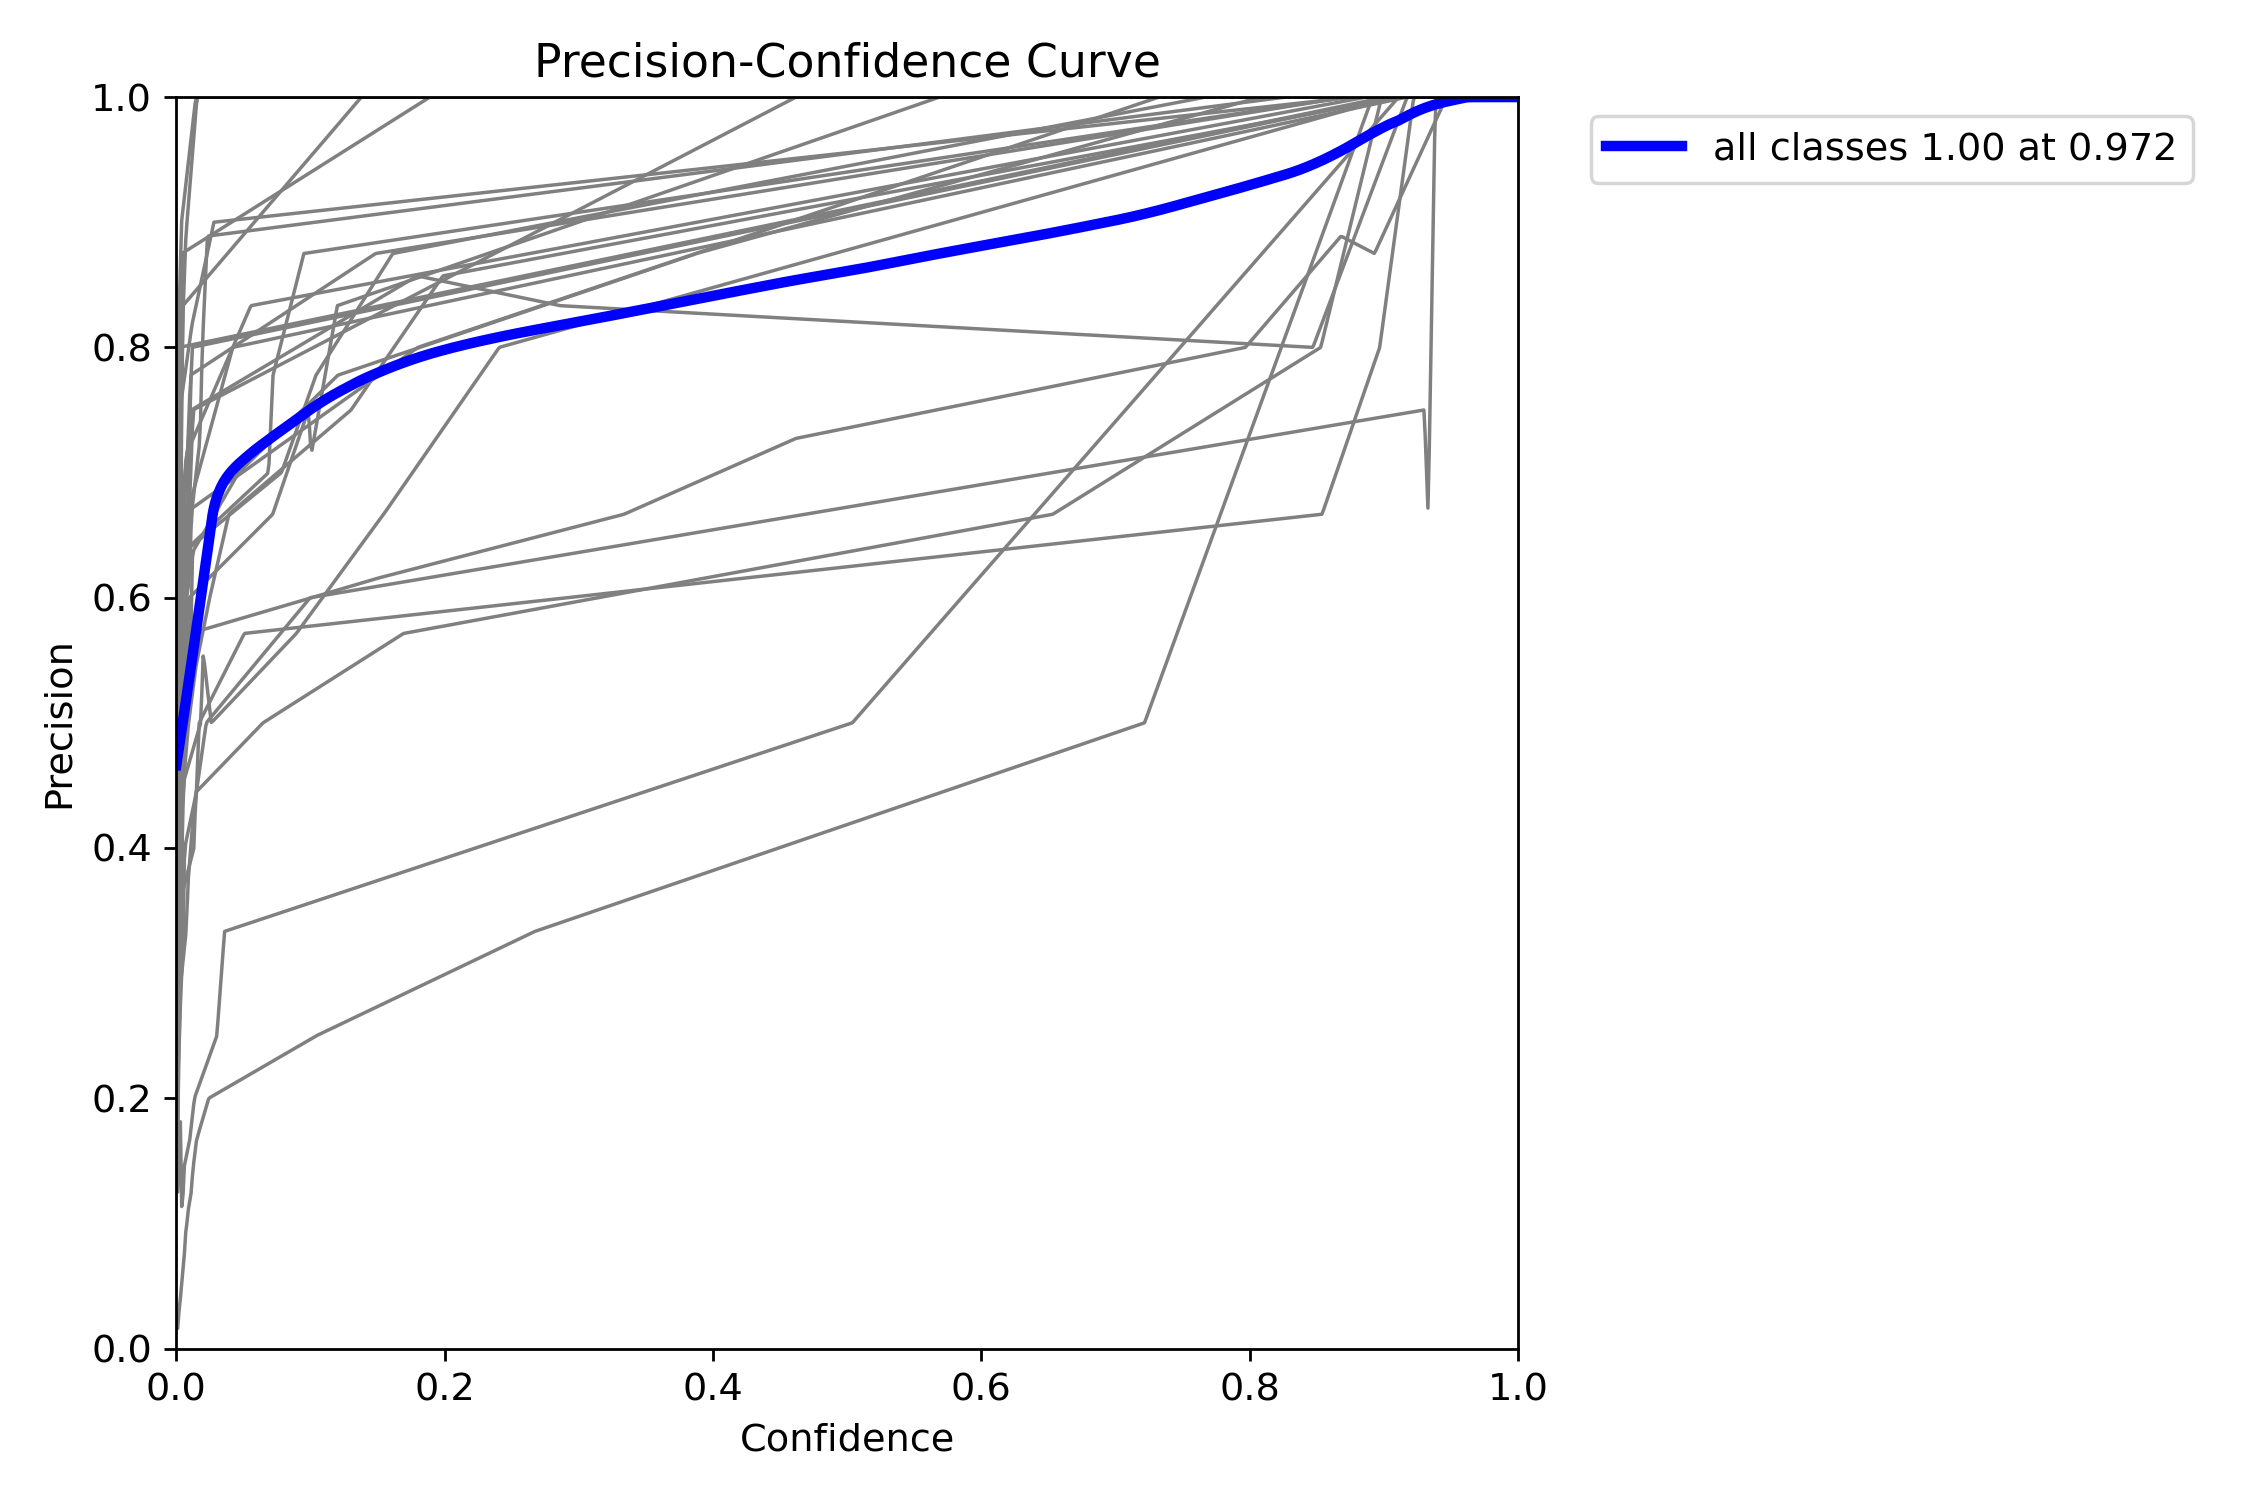 Precision-Confidence Curve
all classes 1.00 at 0.972
Precision
1.0
0.8
0.6
0.4
0.2
0.0
0.0 0.2 0.4 0.6 0.8 1.0
Confidence